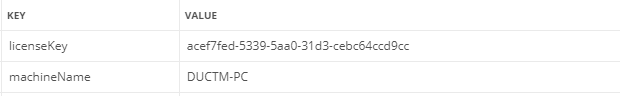 KEY VALUE
licenseKey acef7fed-5339-5aa0-31d3-cebc64ccd9cc
machineName DUCTM-PC